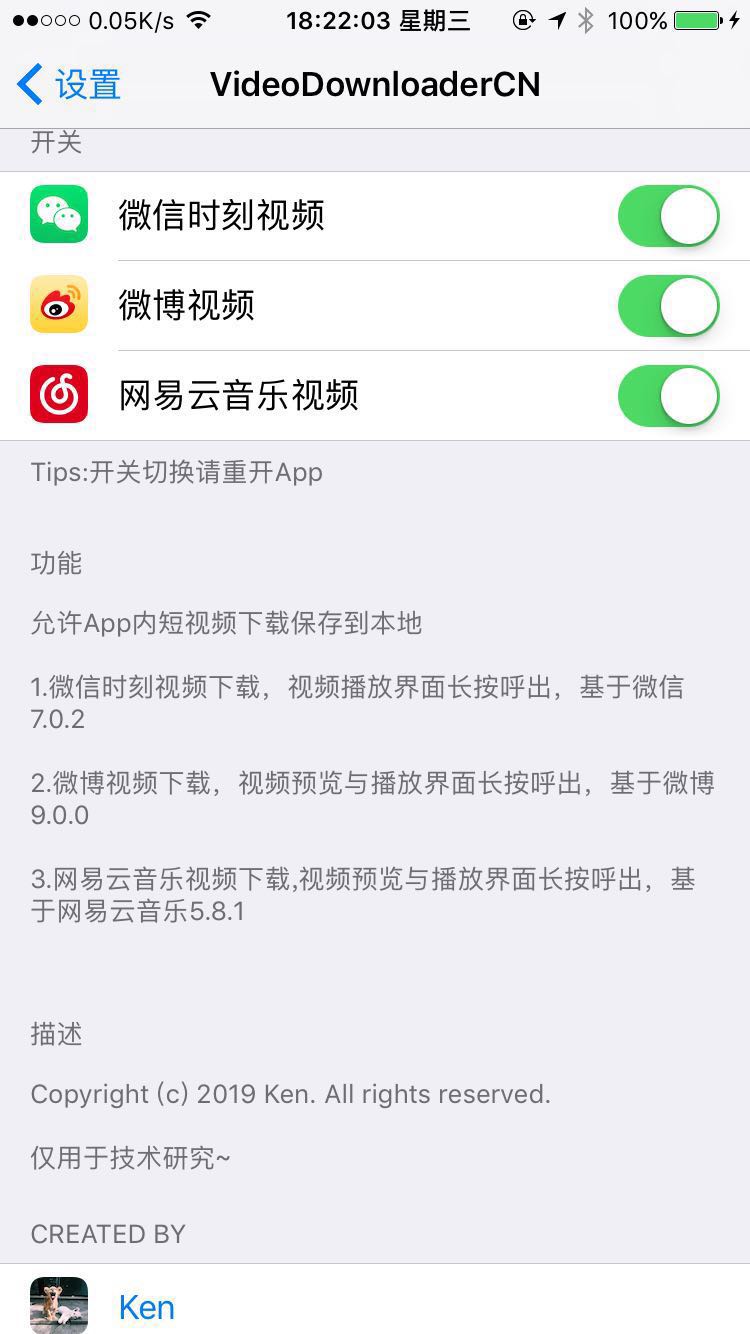 0.05K/s 18:22:03 星期三 100%
设置 VideoDownloaderCN
开关
微信时刻视频
微博视频
网易云音乐视频
Tips:开关切换请重开App
功能
允许App内短视频下载保存到本地
1.微信时刻视频下载，视频播放界面长按呼出，基于微信
7.0.2
2.微博视频下载，视频预览与播放界面长按呼出，基于微博
9.0.0
3.网易云音乐视频下载,视频预览与播放界面长按呼出，基
于网易云音乐5.8.1
描述
Copyright (c) 2019 Ken. All rights reserved.
仅用于技术研究~
CREATED BY
Ken